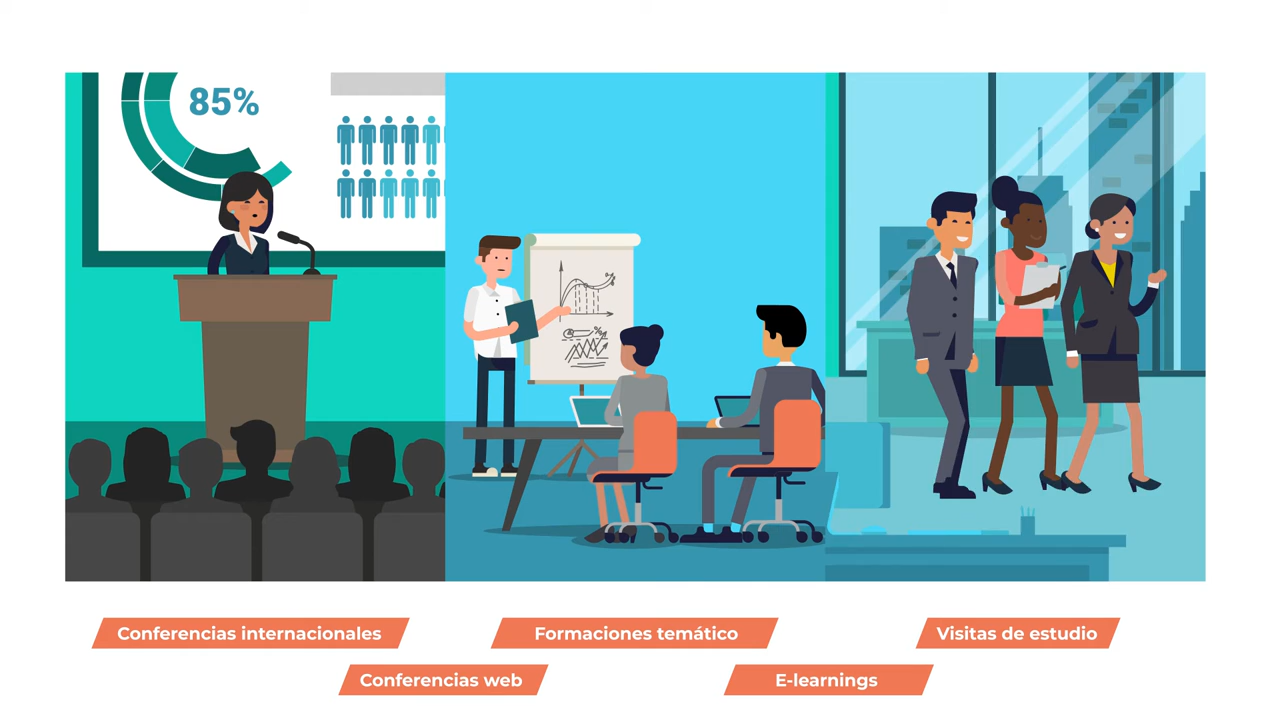 85%
%
Conferencias internacionales
Formaciones temático
Visitas de estudio
Conferencias web
E-learnings